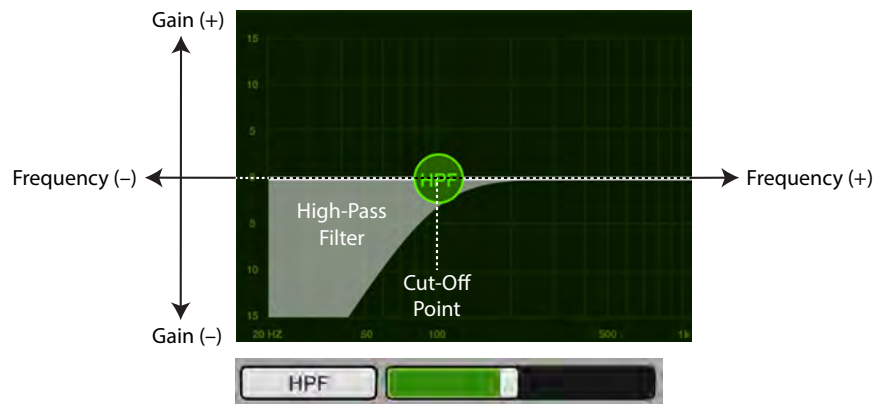 Gain (+)
15
10
5
Frequency (–)
0
HPF
Frequency (+)
High-Pass
Filter
5
10
Cut-Off
Point
15
Gain (–)
20 HZ
50
100
500
1k
HPF